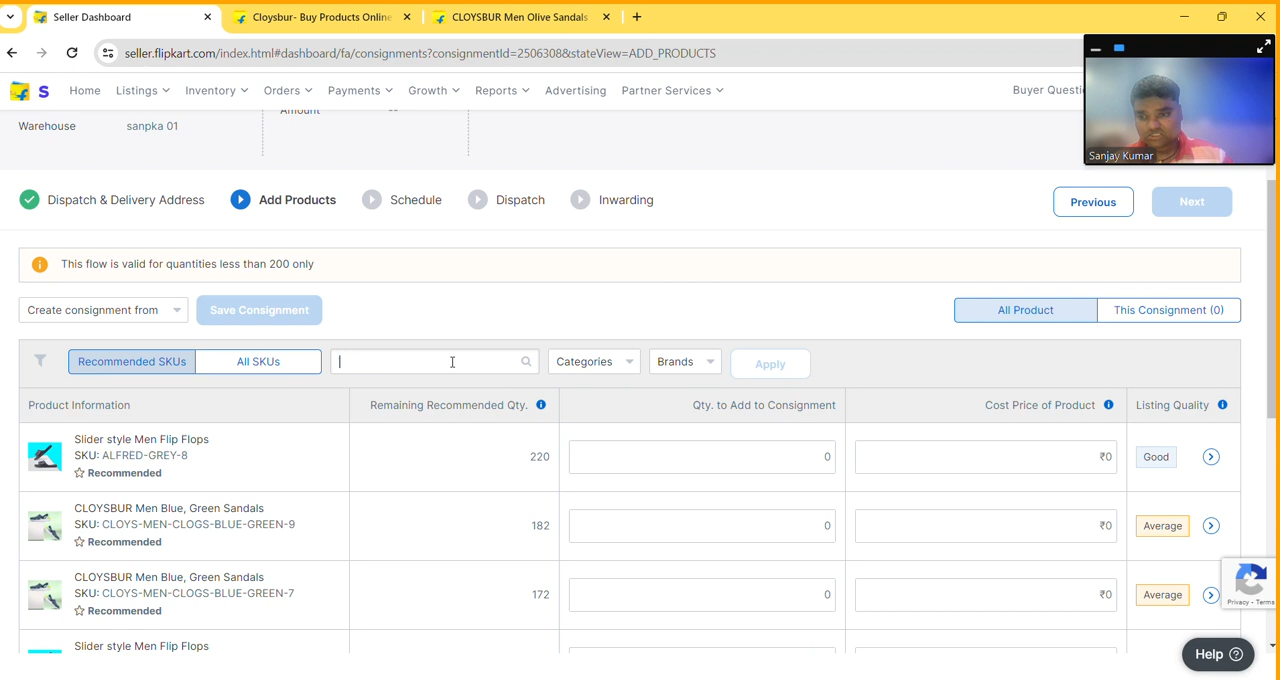 Seller Dashboard
Cloysbur- Buy Products Online
CLOYSBUR Men Olive Sandals
seller.flipkart.com/index.html#dashboard/fa/consignments?consignmentId=2506308&stateView=ADD_PRODUCTS
Home Listings Inventory Orders Payments Growth Reports Advertising Partner Services Buyer Questi
Sanjay Kumar
Amount
Warehouse sanpka 01
Dispatch & Delivery Address Add Products Schedule Dispatch Inwarding Previous Next
This flow is valid for quantities less than 200 only
Create consignment from Save Consignment All Product This Consignment (0)
Recommended SKUs All SKUs Categories Brands Apply
Product Information Remaining Recommended Qty. Qty. to Add to Consignment Cost Price of Product Listing Quality
Slider style Men Flip Flops
SKU: ALFRED-GREY-8 220 0 ₹0 Good
Recommended
CLOYSBUR Men Blue, Green Sandals
SKU: CLOYS-MEN-CLOGS-BLUE-GREEN-9 182 0 ₹0 Average
Recommended
CLOYSBUR Men Blue, Green Sandals
SKU: CLOYS-MEN-CLOGS-BLUE-GREEN-7 172 0 ₹0 Average
Recommended
Privacy - Terms
Slider style Men Flip Flops
Help